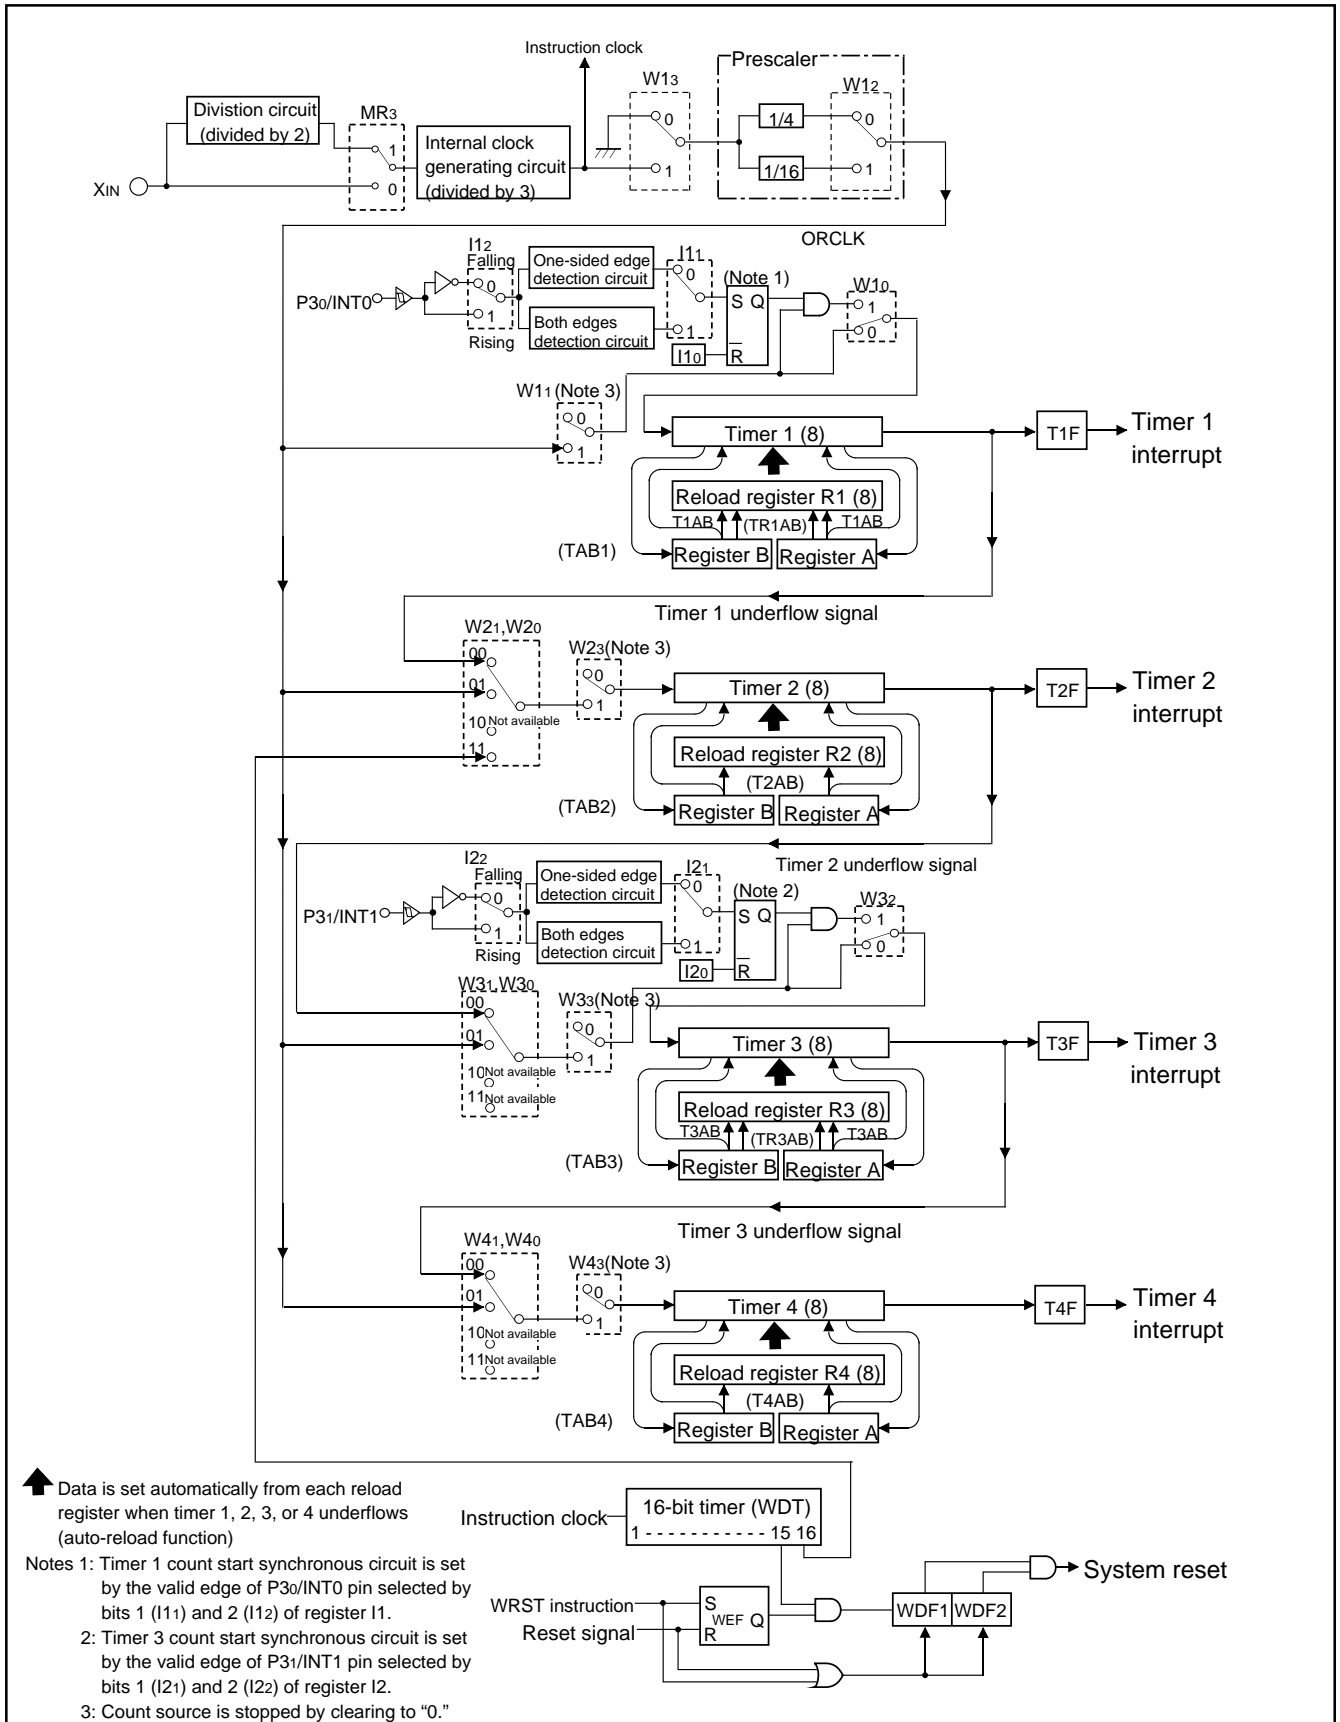 Instruction clock
Prescaler
W13
W12
Divistion circuit
(divided by 2)
MR3
1
0
Internal clock
generating circuit
(divided by 3)
XIN
0
1
1/4
1/16
0
1
ORCLK
I12
Falling
0
1
Rising
P30/INT0
One-sided edge
detection circuit
Both edges
detection circuit
I11
0
1
(Note 1)
S Q
R
I10
W10
1
0
W11 (Note 3)
0
1
Timer 1 (8)
T1F
Timer 1
interrupt
Reload register R1 (8)
T1AB
(TR1AB)
T1AB
(TAB1)
Register B
Register A
Timer 1 underflow signal
W21,W20
00
01
10 Not available
11
W23(Note 3)
0
1
Timer 2 (8)
T2F
Timer 2
interrupt
Reload register R2 (8)
(T2AB)
(TAB2)
Register B
Register A
Timer 2 underflow signal
I22
Falling
0
1
Rising
P31/INT1
One-sided edge
detection circuit
Both edges
detection circuit
I21
0
1
(Note 2)
S Q
R
I20
W32
1
0
W31,W30
00
01
10Not available
11Not available
W33(Note 3)
0
1
Timer 3 (8)
T3F
Timer 3
interrupt
Reload register R3 (8)
T3AB
(TR3AB)
T3AB
(TAB3)
Register B
Register A
Timer 3 underflow signal
W41,W40
00
01
10Not available
11Not available
W43(Note 3)
0
1
Timer 4 (8)
T4F
Timer 4
interrupt
Reload register R4 (8)
(T4AB)
(TAB4)
Register B
Register A
Data is set automatically from each reload
register when timer 1, 2, 3, or 4 underflows
(auto-reload function)
Notes 1: Timer 1 count start synchronous circuit is set
by the valid edge of P30/INT0 pin selected by
bits 1 (I11) and 2 (I12) of register I1.
2: Timer 3 count start synchronous circuit is set
by the valid edge of P31/INT1 pin selected by
bits 1 (I21) and 2 (I22) of register I2.
3: Count source is stopped by clearing to “0.”
Instruction clock
16-bit timer (WDT)
1 - - - - - - - - - - - 15 16
WRST instruction
Reset signal
S
WEF Q
R
WDF1 WDF2
System reset